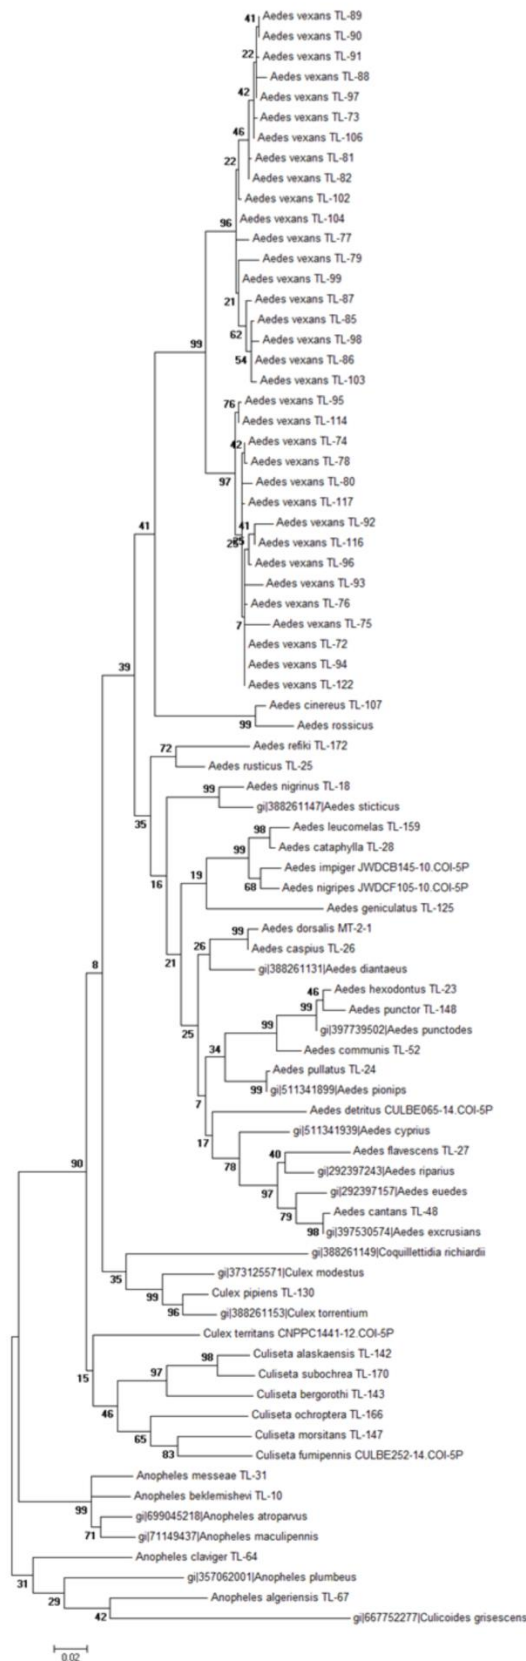 41 Aedes vexans TL-89
Aedes vexans TL-90
22 Aedes vexans TL-91
Aedes vexans TL-88
42 Aedes vexans TL-97
Aedes vexans TL-73
46 Aedes vexans TL-106
Aedes vexans TL-81
22 Aedes vexans TL-82
Aedes vexans TL-102
96 Aedes vexans TL-104
Aedes vexans TL-77
Aedes vexans TL-79
Aedes vexans TL-99
21 Aedes vexans TL-87
Aedes vexans TL-85
62 Aedes vexans TL-98
99 54 Aedes vexans TL-86
Aedes vexans TL-103
76 Aedes vexans TL-95
Aedes vexans TL-114
42 Aedes vexans TL-74
Aedes vexans TL-78
97 Aedes vexans TL-80
Aedes vexans TL-117
41 Aedes vexans TL-92
41 25 Aedes vexans TL-116
Aedes vexans TL-96
Aedes vexans TL-93
Aedes vexans TL-76
7 Aedes vexans TL-75
Aedes vexans TL-72
39 Aedes vexans TL-94
Aedes vexans TL-122
Aedes cinereus TL-107
99 Aedes rossicus
72 Aedes refiki TL-172
Aedes rusticus TL-25
99 Aedes nigrinus TL-18
gi|388261147|Aedes sticticus
35 98 Aedes leucomelas TL-159
99 Aedes cataphylla TL-28
Aedes impiger JWDCB145-10.COI-5P
16 19 68 Aedes nigripes JWDCF105-10.COI-5P
Aedes geniculatus TL-125
99 Aedes dorsalis MT-2-1
26 Aedes caspius TL-26
8 21 gi|388261131|Aedes diantaeus
46 Aedes hexodontus TL-23
99 Aedes punctor TL-148
25 99 gi|397739502|Aedes punctodes
34 Aedes communis TL-52
Aedes pullatus TL-24
99 gi|511341899|Aedes pionips
7 Aedes detritus CULBE065-14.COI-5P
17 gi|511341939|Aedes cyprius
40 Aedes flavescens TL-27
90 78 gi|292397243|Aedes riparius
97 gi|292397157|Aedes euedes
79 Aedes cantans TL-48
98 gi|397530574|Aedes excrusians
gi|388261149|Coquillettidia richiardii
35 gi|373125571|Culex modestus
99 Culex pipiens TL-130
96 gi|388261153|Culex torrentium
Culex territans CNPPC1441-12.COI-5P
15 98 Culiseta alaskaensis TL-142
97 Culiseta subochrea TL-170
Culiseta bergorothi TL-143
46 Culiseta ochroptera TL-166
65 Culiseta morsitans TL-147
83 Culiseta fumipennis CULBE252-14.COI-5P
Anopheles messeae TL-31
Anopheles beklemishevi TL-10
99 gi|699045218|Anopheles atroparvus
71 gi|71149437|Anopheles maculipennis
Anopheles claviger TL-64
31 gi|357062001|Anopheles plumbeus
29 Anopheles algeriensis TL-67
42 gi|667752277|Culicoides grisescens
0.02